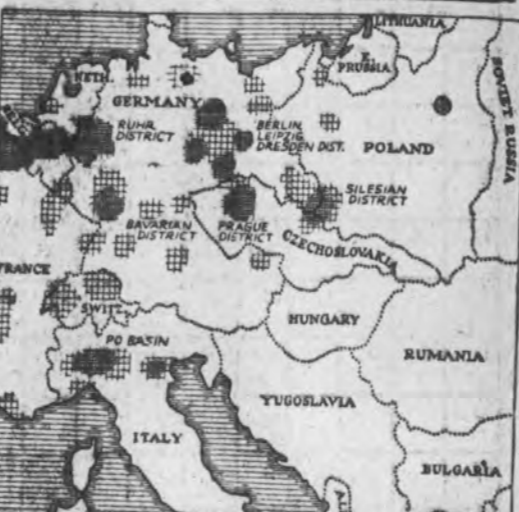 LITHUANIA
E.
PRUSSIA
SOVIET RUSSIA
NETH.
GERMANY
RUHR
DISTRICT
BERLIN
LEIPZIG
DRESDEN DIST.
POLAND
SILESIAN
DISTRICT
BAVARIAN
DISTRICT
PRAGUE
DISTRICT
CZECHOSLOVAKIA
FRANCE
SWITZ.
HUNGARY
PO BASIN
RUMANIA
YUGOSLAVIA
ITALY
BULGARIA